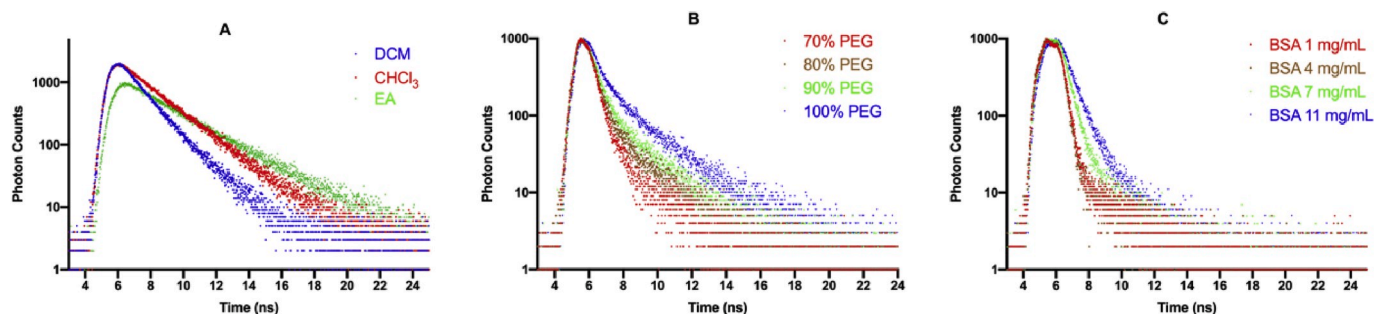 A
DCM
CHCl₃
EA
1000
100
10
1
Photon Counts
4 6 8 10 12 14 16 18 20 22 24
Time (ns)
B
70% PEG
80% PEG
90% PEG
100% PEG
1000
100
10
1
Photon Counts
4 6 8 10 12 14 16 18 20 22 24
Time (ns)
C
BSA 1 mg/mL
BSA 4 mg/mL
BSA 7 mg/mL
BSA 11 mg/mL
1000
100
10
1
Photon Counts
4 6 8 10 12 14 16 18 20 22 24
Time (ns)